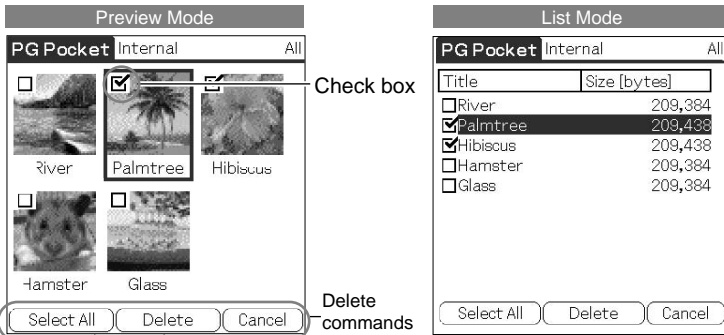 Preview Mode
PG Pocket Internal All
Check box
River Palmtree Hibiscus
Hamster Glass
Select All Delete Cancel
Delete
commands
List Mode
PG Pocket Internal All
Title Size [bytes]
River 209,384
Palmtree 209,438
Hibiscus 209,438
Hamster 209,384
Glass 209,384
Select All Delete Cancel